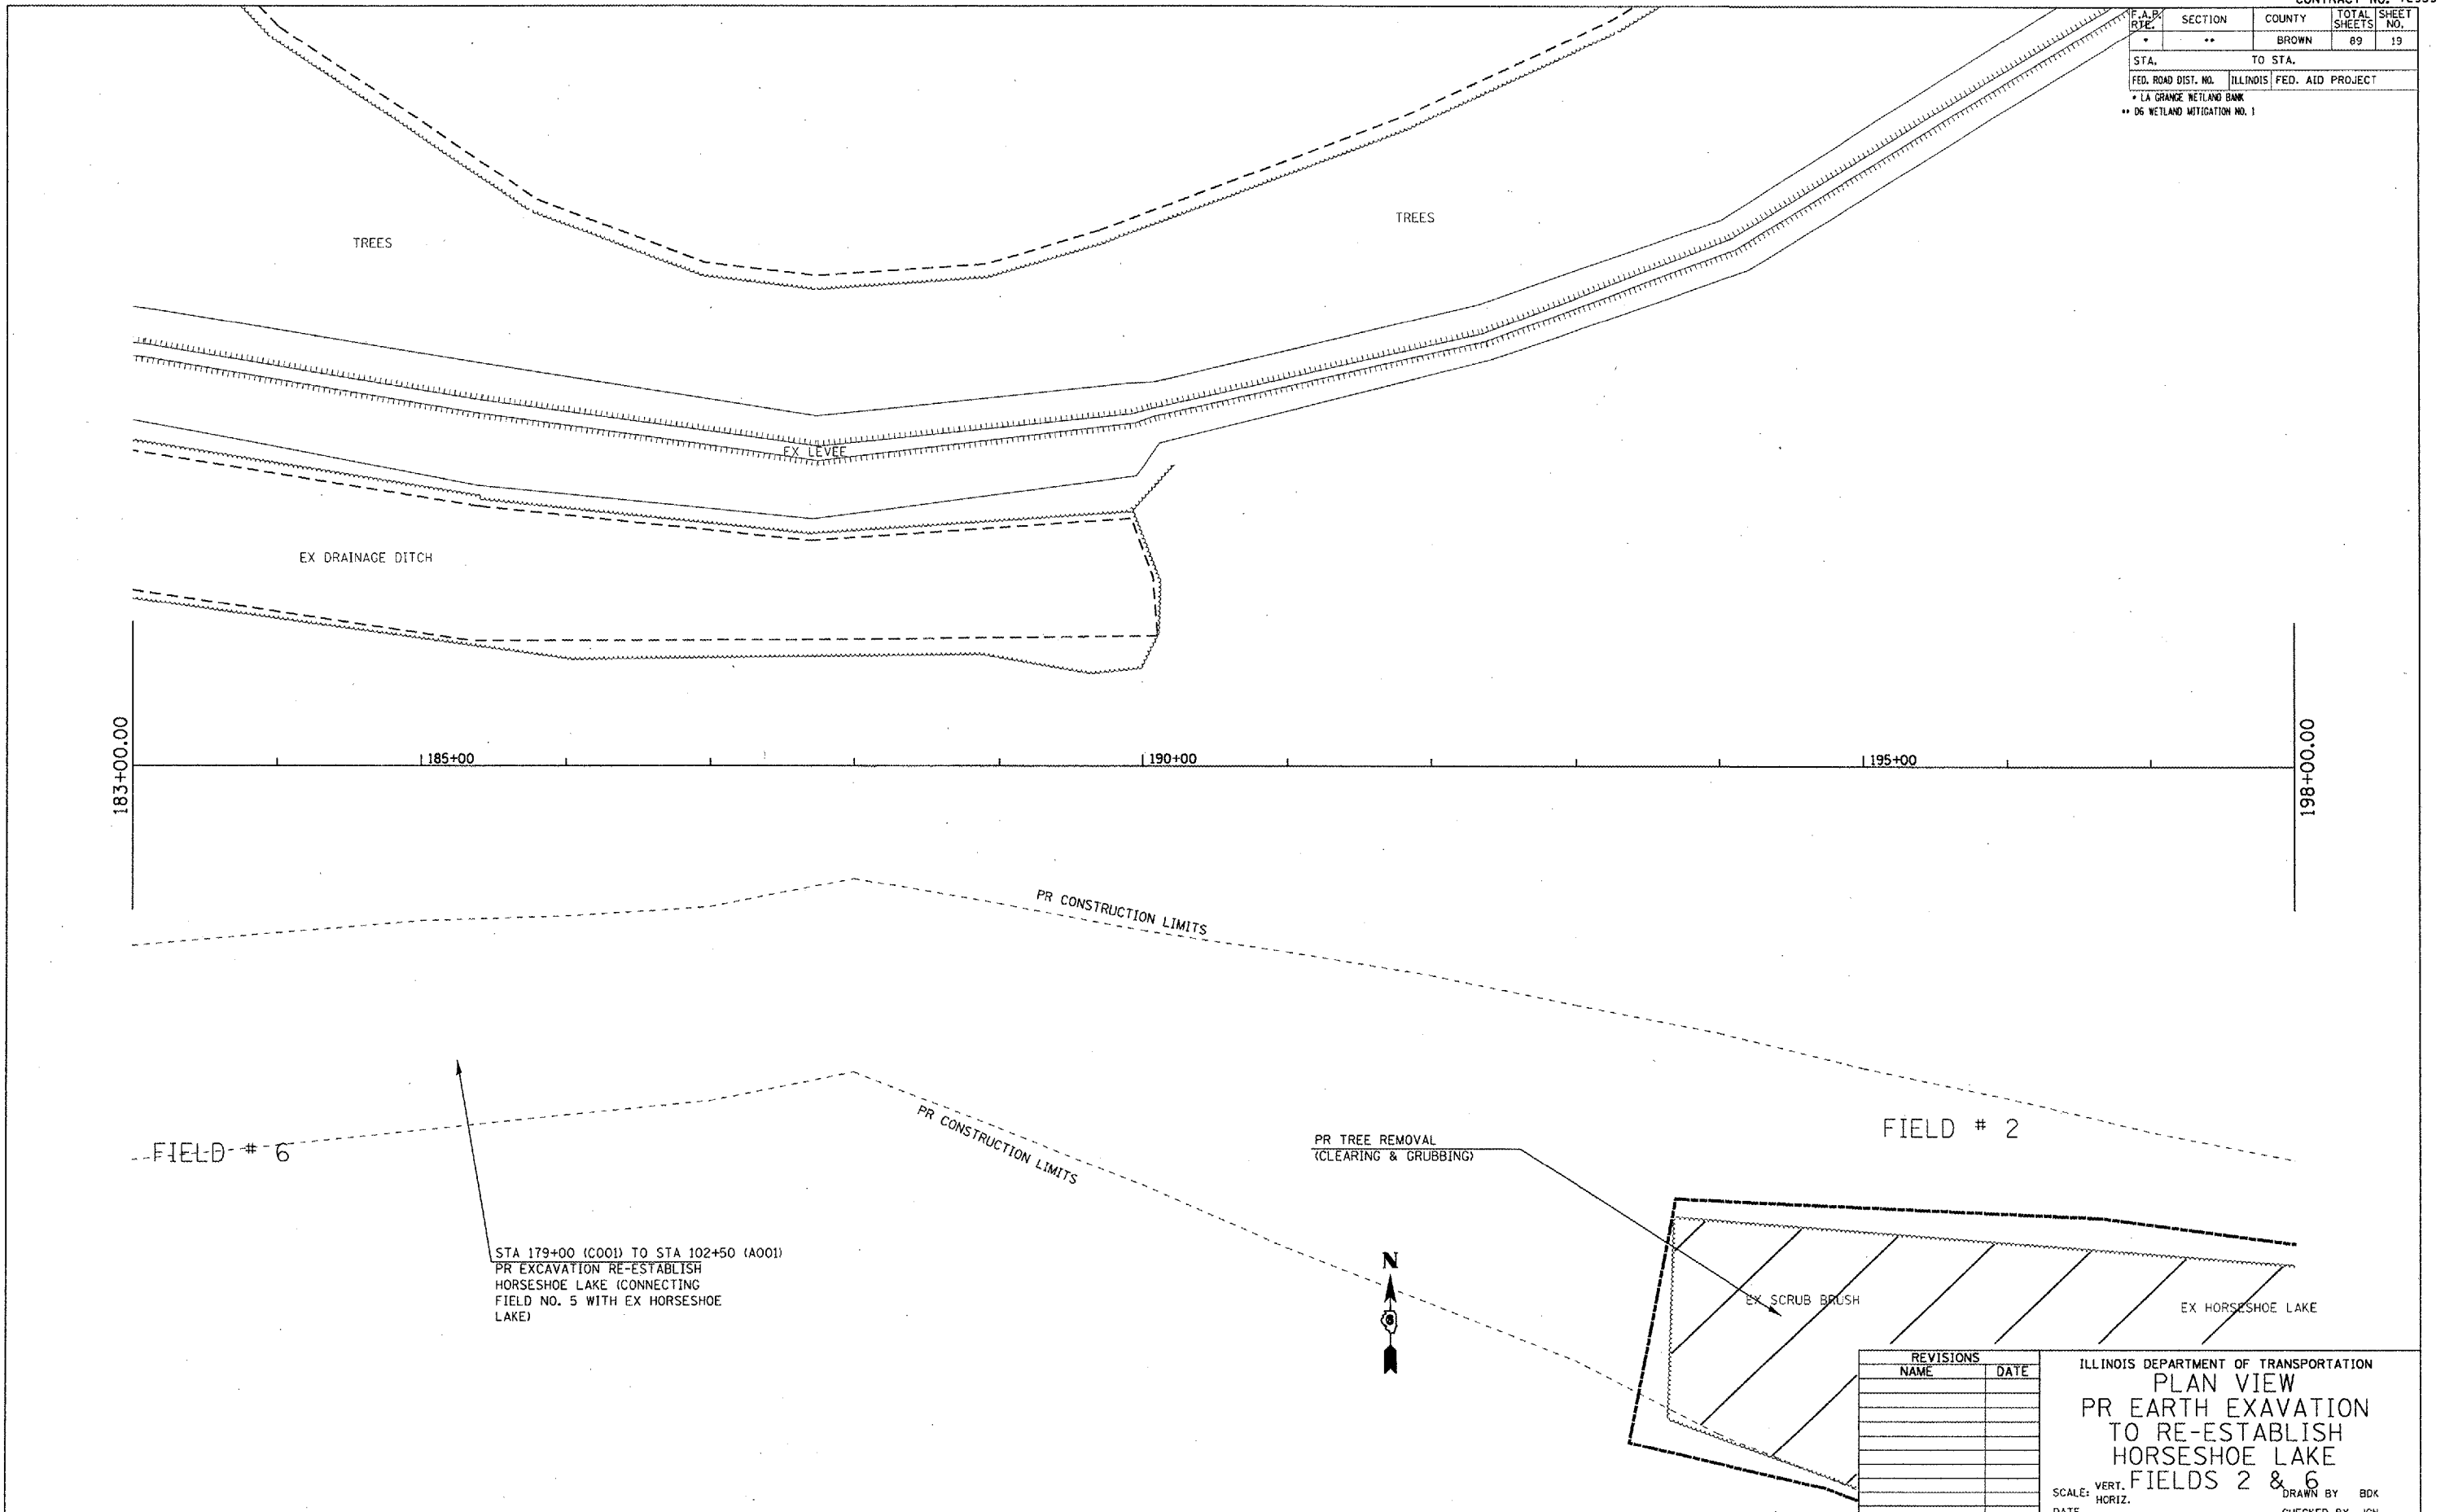 CONTRACT NO.
F.A.P. RTE. SECTION COUNTY TOTAL SHEETS SHEET NO.
* ** BROWN 89 19
STA. TO STA.
FED. ROAD DIST. NO. ILLINOIS FED. AID PROJECT
* LA GRANGE WETLAND BANK
** D6 WETLAND MITIGATION NO. 1
TREES
TREES
EX LEVEE
EX DRAINAGE DITCH
183+00.00
185+00
190+00
195+00
198+00.00
PR CONSTRUCTION LIMITS
PR CONSTRUCTION LIMITS
FIELD # 6
FIELD # 2
PR TREE REMOVAL
(CLEARING & GRUBBING)
STA 179+00 (C001) TO STA 102+50 (A001)
PR EXCAVATION RE-ESTABLISH
HORSESHOE LAKE (CONNECTING
FIELD NO. 5 WITH EX HORSESHOE
LAKE)
N
EX SCRUB BRUSH
EX HORSESHOE LAKE
REVISIONS
NAME DATE
ILLINOIS DEPARTMENT OF TRANSPORTATION
PLAN VIEW
PR EARTH EXAVATION
TO RE-ESTABLISH
HORSESHOE LAKE
FIELDS 2 & 6
SCALE: VERT.
HORIZ.
DRAWN BY BDK
DATE
CHECKED BY